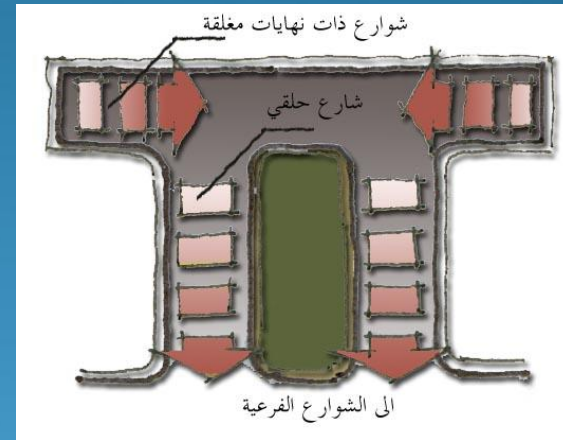 شوارع ذات نهايات مغلقة
شارع حلقي
الى الشوارع الفرعية